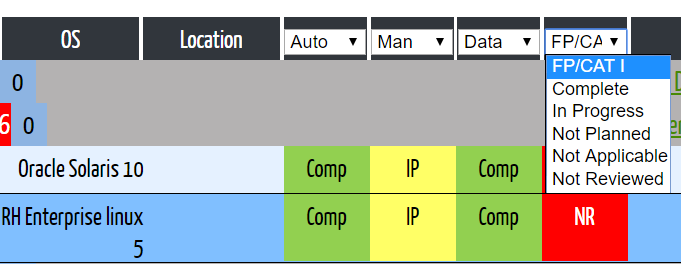 OS Location Auto Man Data FP/CA
FP/CAT I
0
Complete
In Progress
6 0
Not Planned
Not Applicable
Oracle Solaris 10 Comp IP Comp
Not Reviewed
RH Enterprise linux Comp IP Comp NR
5